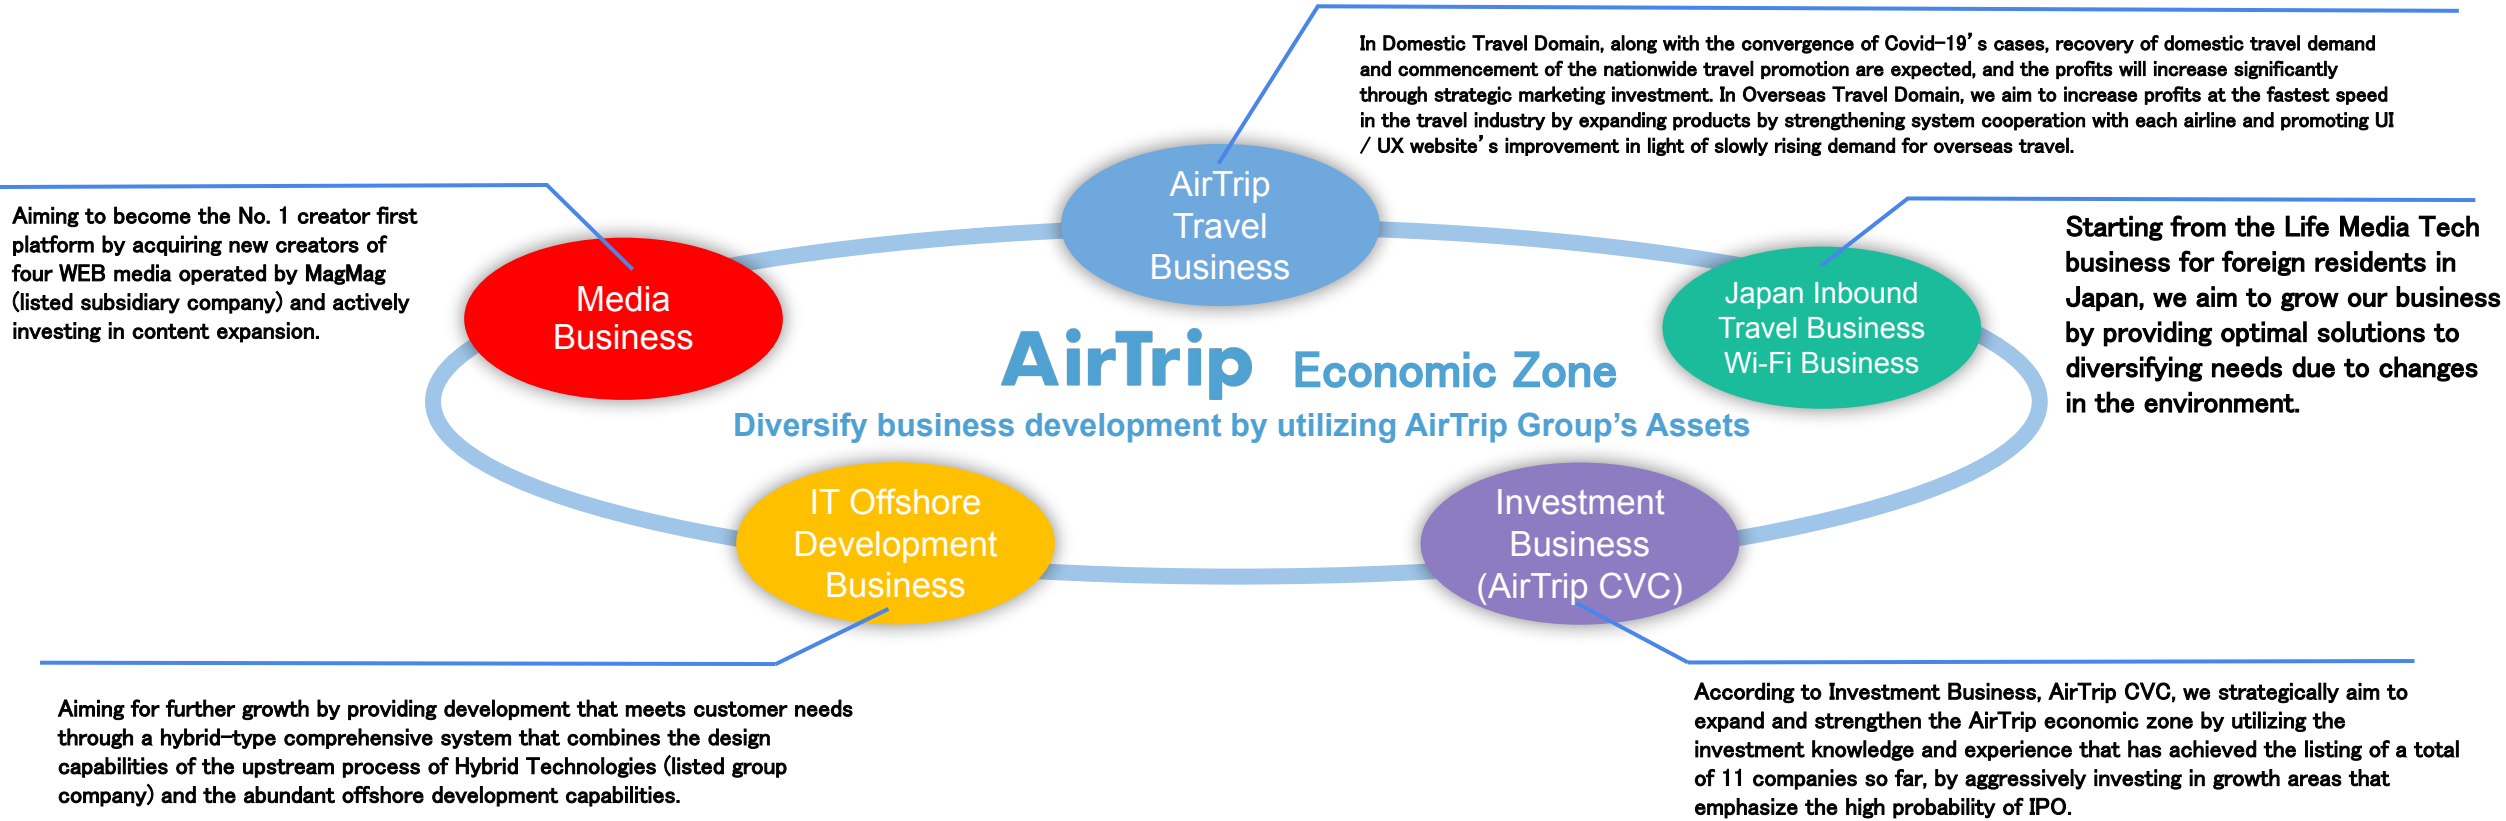 In Domestic Travel Domain, along with the convergence of Covid-19's cases, recovery of domestic travel demand
and commencement of the nationwide travel promotion are expected, and the profits will increase significantly
through strategic marketing investment. In Overseas Travel Domain, we aim to increase profits at the fastest speed
in the travel industry by expanding products by strengthening system cooperation with each airline and promoting UI
/ UX website's improvement in light of slowly rising demand for overseas travel.
AirTrip
Travel
Business
Aiming to become the No. 1 creator first
platform by acquiring new creators of
four WEB media operated by MagMag
(listed subsidiary company) and actively
investing in content expansion.
Media
Business
Japan Inbound
Travel Business
Wi-Fi Business
Starting from the Life Media Tech
business for foreign residents in
Japan, we aim to grow our business
by providing optimal solutions to
diversifying needs due to changes
in the environment.
AirTrip Economic Zone
Diversify business development by utilizing AirTrip Group's Assets
IT Offshore
Development
Business
Investment
Business
(AirTrip CVC)
Aiming for further growth by providing development that meets customer needs
through a hybrid-type comprehensive system that combines the design
capabilities of the upstream process of Hybrid Technologies (listed group
company) and the abundant offshore development capabilities.
According to Investment Business, AirTrip CVC, we strategically aim to
expand and strengthen the AirTrip economic zone by utilizing the
investment knowledge and experience that has achieved the listing of a total
of 11 companies so far, by aggressively investing in growth areas that
emphasize the high probability of IPO.